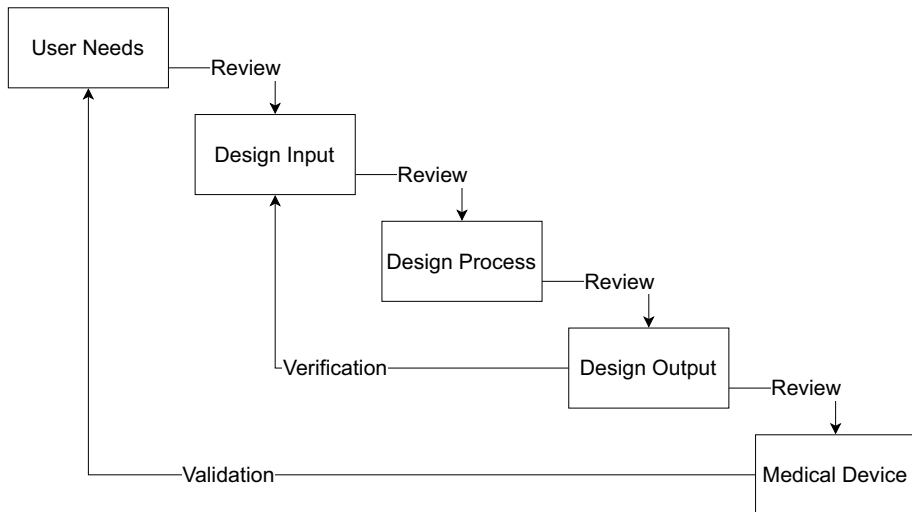 User Needs
Review
Design Input
Review
Design Process
Review
Design Output
Verification
Review
Medical Device
Validation